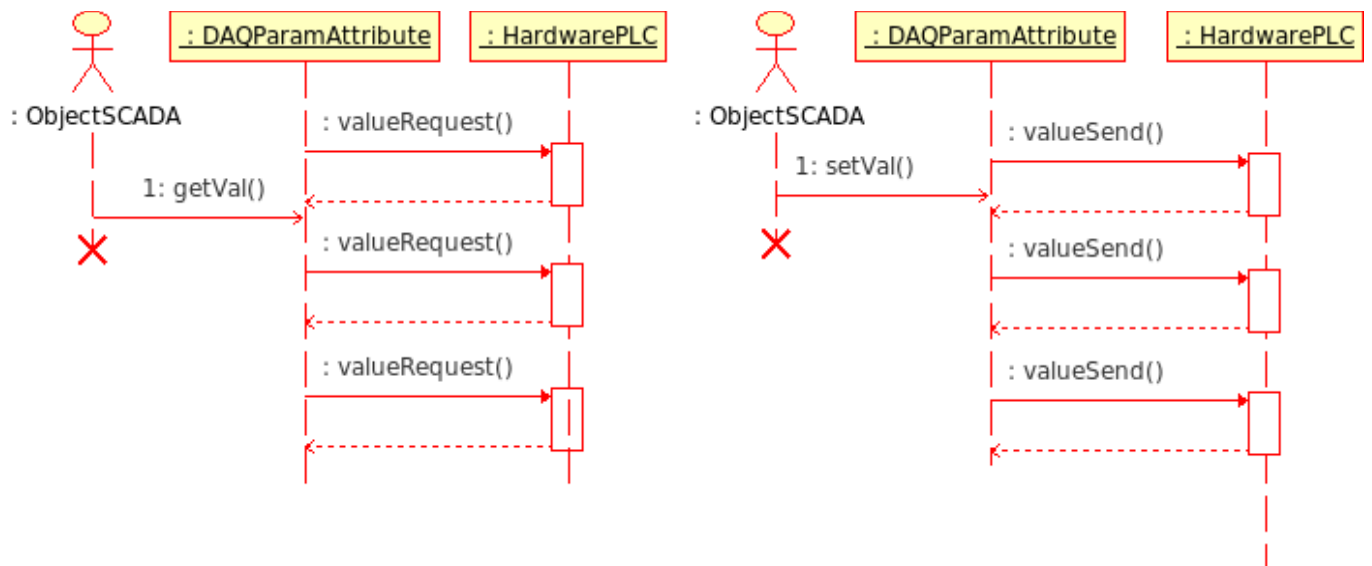 : DAQParamAttribute
: HardwarePLC
: ObjectSCADA
: valueRequest()
1: getVal()
: valueRequest()
: valueRequest()
: DAQParamAttribute
: HardwarePLC
: ObjectSCADA
: valueSend()
1: setVal()
: valueSend()
: valueSend()